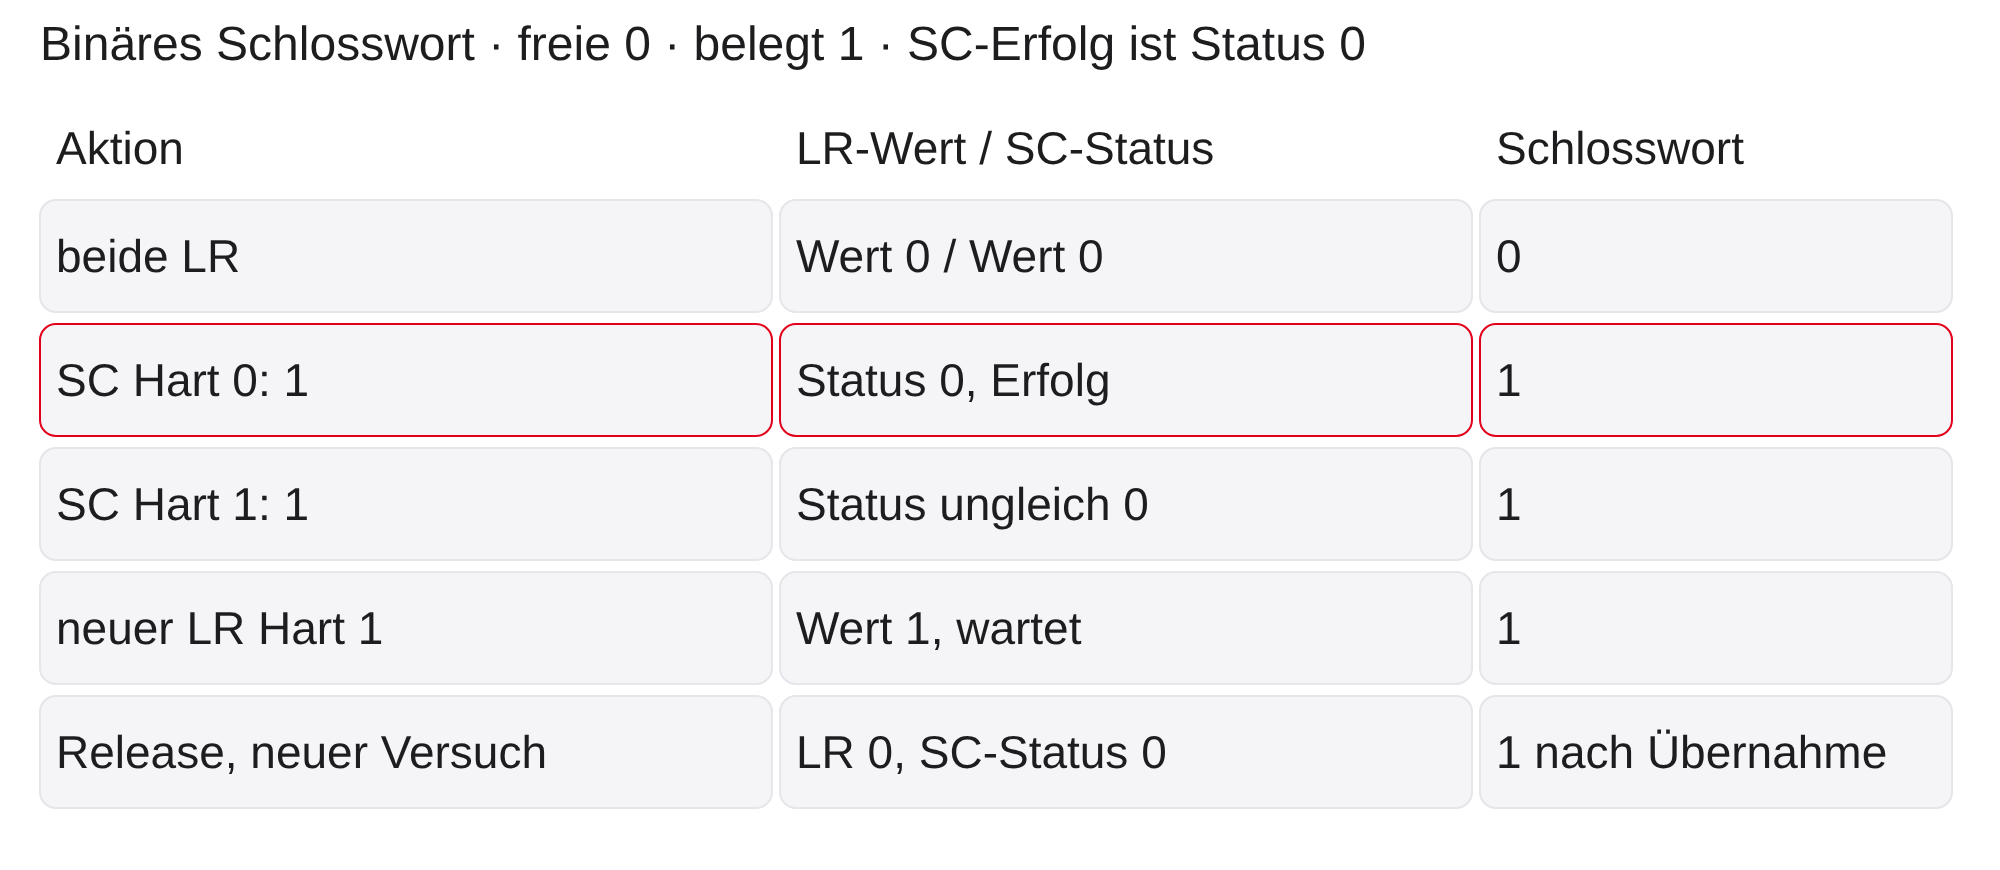 Binäres Schlosswort · freie 0 · belegt 1 · SC-Erfolg ist Status 0
Aktion LR-Wert / SC-Status Schlosswort
beide LR Wert 0 / Wert 0 0
SC Hart 0: 1 Status 0, Erfolg 1
SC Hart 1: 1 Status ungleich 0 1
neuer LR Hart 1 Wert 1, wartet 1
Release, neuer Versuch LR 0, SC-Status 0 1 nach Übernahme